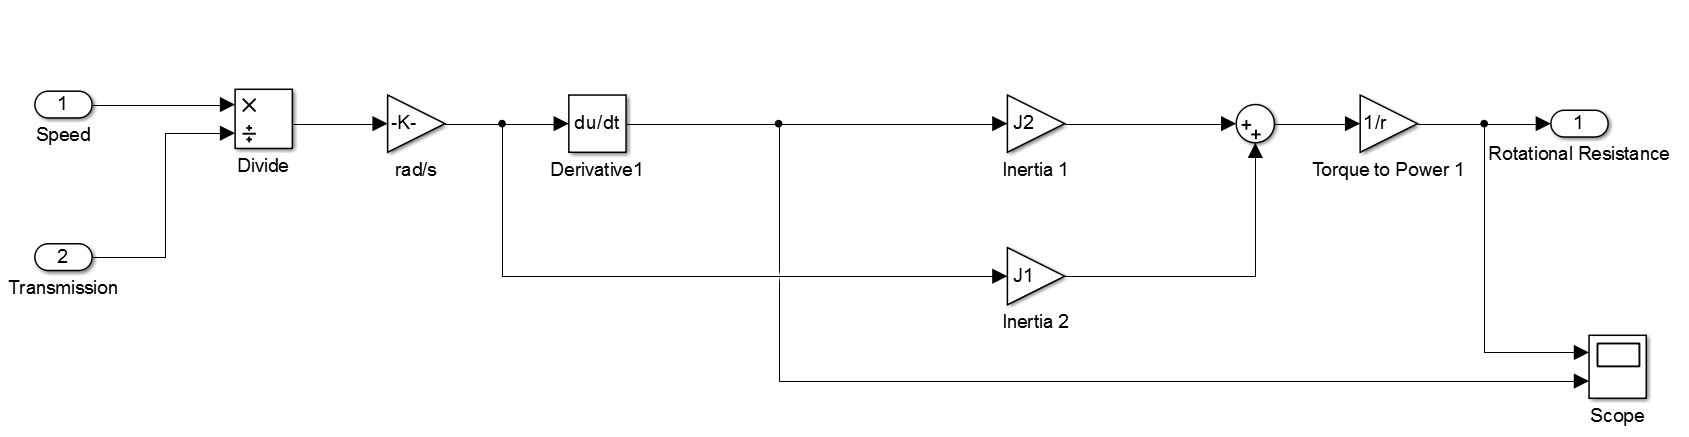 1
Speed
×
÷
Divide
-K-
rad/s
du/dt
Derivative1
J2
Inertia 1
+
+
1/r
Torque to Power 1
1
Rotational Resistance
2
Transmission
J1
Inertia 2
Scope